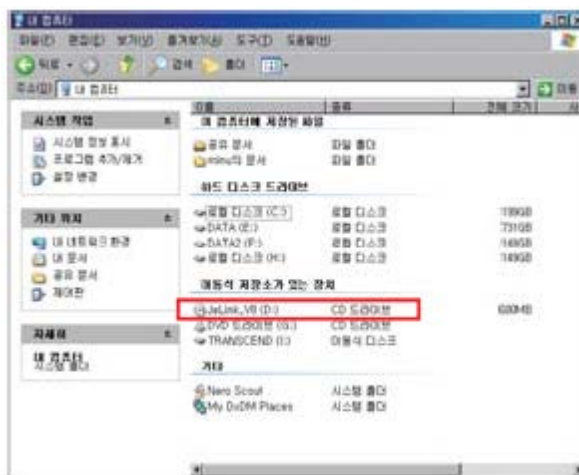 내 컴퓨터
파일(F) 편집(E) 보기(V) 즐겨찾기(A) 도구(T) 도움말(H)
뒤로 검색 폴더
주소(D) 내 컴퓨터 이동
이름 종류 전체 크기
시스템 작업
시스템 정보 표시
프로그램 추가/제거
설정 변경
기타 위치
내 네트워크 환경
내 문서
공유 문서
제어판
자세히
내 컴퓨터
시스템 폴더
이 컴퓨터에 저장된 파일
공유 문서 파일 폴더
minu의 문서 파일 폴더
하드 디스크 드라이브
로컬 디스크 (C:) 로컬 디스크
DATA (E:) 로컬 디스크
DATA2 (F:) 로컬 디스크
로컬 디스크 (H:) 로컬 디스크
이동식 저장소가 있는 장치
CD 드라이브
DVD 드라이브 (G:) CD 드라이브
TRANSCEND (I:) 이동식 디스크
기타
Nero Scout 시스템 폴더
My DxDM Places 시스템 폴더